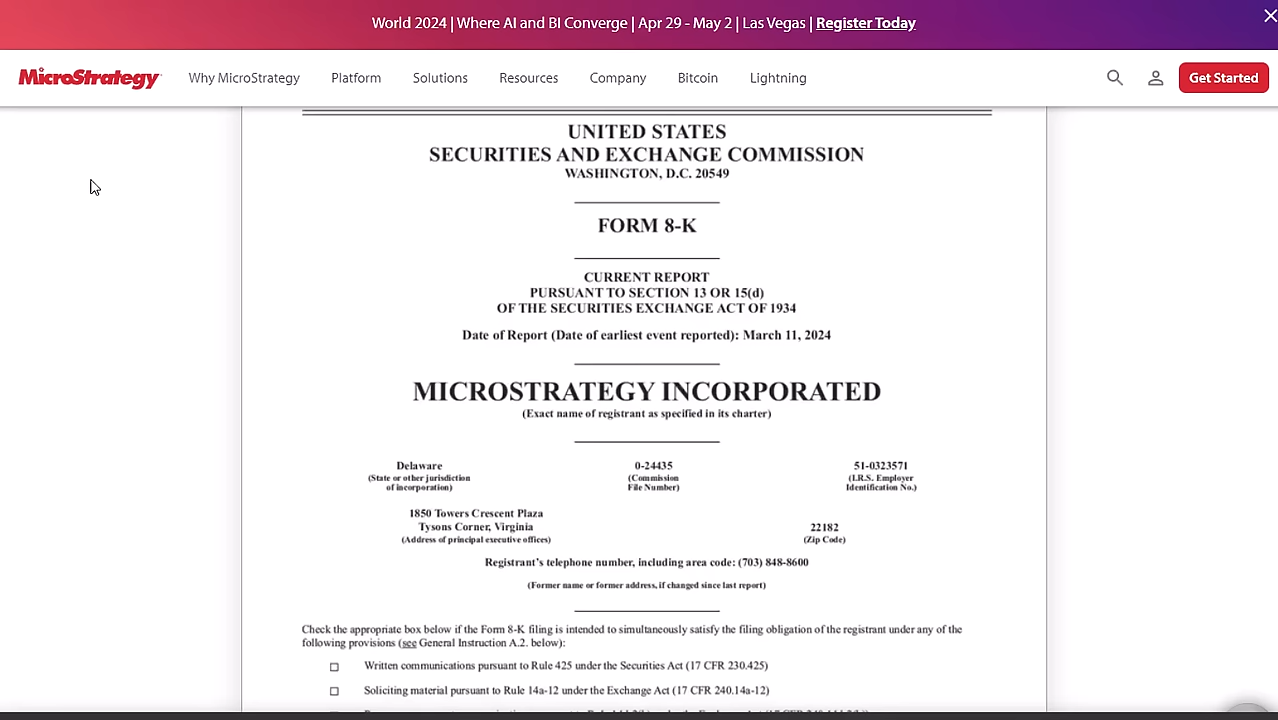 World 2024 | Where AI and BI Converge | Apr 29 - May 2 | Las Vegas | Register Today
MicroStrategy Why MicroStrategy Platform Solutions Resources Company Bitcoin Lightning Get Started
UNITED STATES
SECURITIES AND EXCHANGE COMMISSION
WASHINGTON, D.C. 20549
FORM 8-K
CURRENT REPORT
PURSUANT TO SECTION 13 OR 15(d)
OF THE SECURITIES EXCHANGE ACT OF 1934
Date of Report (Date of earliest event reported): March 11, 2024
MICROSTRATEGY INCORPORATED
(Exact name of registrant as specified in its charter)
Delaware 0-24435 51-0323571
(State or other jurisdiction (Commission (I.R.S. Employer
of incorporation) File Number) Identification No.)
1850 Towers Crescent Plaza
Tysons Corner, Virginia 22182
(Address of principal executive offices) (Zip Code)
Registrant's telephone number, including area code: (703) 848-8600
(Former name or former address, if changed since last report)
Check the appropriate box below if the Form 8-K filing is intended to simultaneously satisfy the filing obligation of the registrant under any of the
following provisions (see General Instruction A.2. below):
☐ Written communications pursuant to Rule 425 under the Securities Act (17 CFR 230.425)
☐ Soliciting material pursuant to Rule 14a-12 under the Exchange Act (17 CFR 240.14a-12)